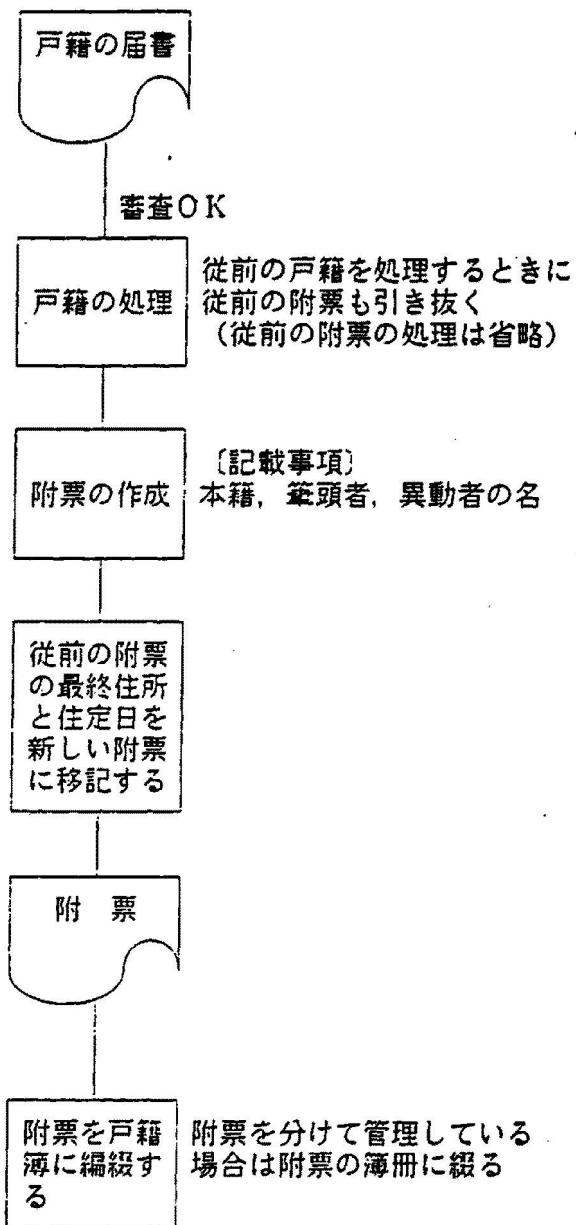 戸籍の届書
審査OK
戸籍の処理
従前の戸籍を処理するときに
従前の附票も引き抜く
(従前の附票の処理は省略)
附票の作成
〔記載事項〕
本籍，筆頭者，異動者の名
従前の附票
の最終住所
と住定日を
新しい附票
に移記する
附　票
附票を戸籍
簿に編綴す
る
附票を分けて管理している
場合は附票の簿冊に綴る